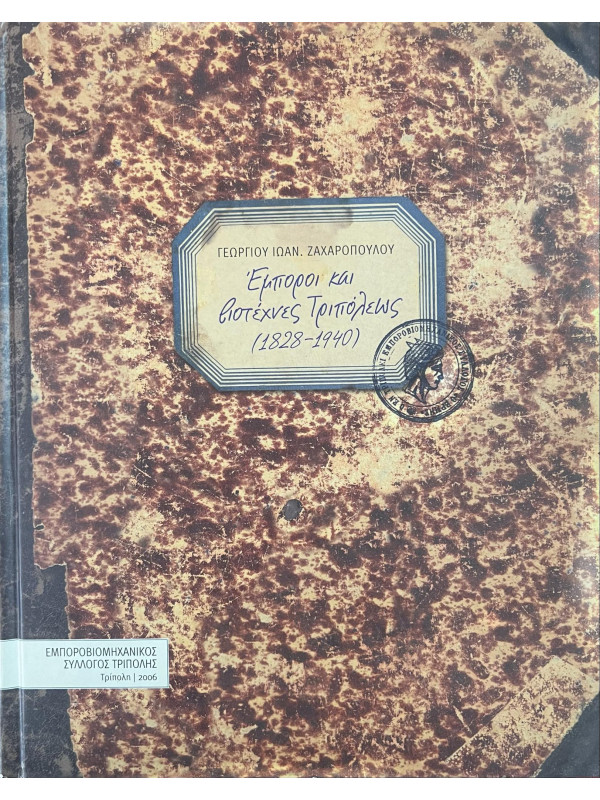 ΓΕΩΡΓΙΟΥ ΙΩΑΝ. ΖΑΧΑΡΟΠΟΥΛΟΥ
Έμποροι και
βιοτέχνες Τριπόλεως
(1828-1940)
ΕΜΠΟΡΟΒΙΟΜΗΧΑΝΙΚΟΣ
ΣΥΛΛΟΓΟΣ ΤΡΙΠΟΛΗΣ
Τρίπολη | 2006